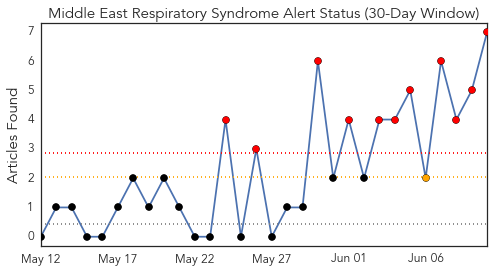 Middle East Respiratory Syndrome Alert Status (30-Day Window)
Articles Found
7
6
5
4
3
2
1
0
May 12 May 17 May 22 May 27 Jun 01 Jun 06